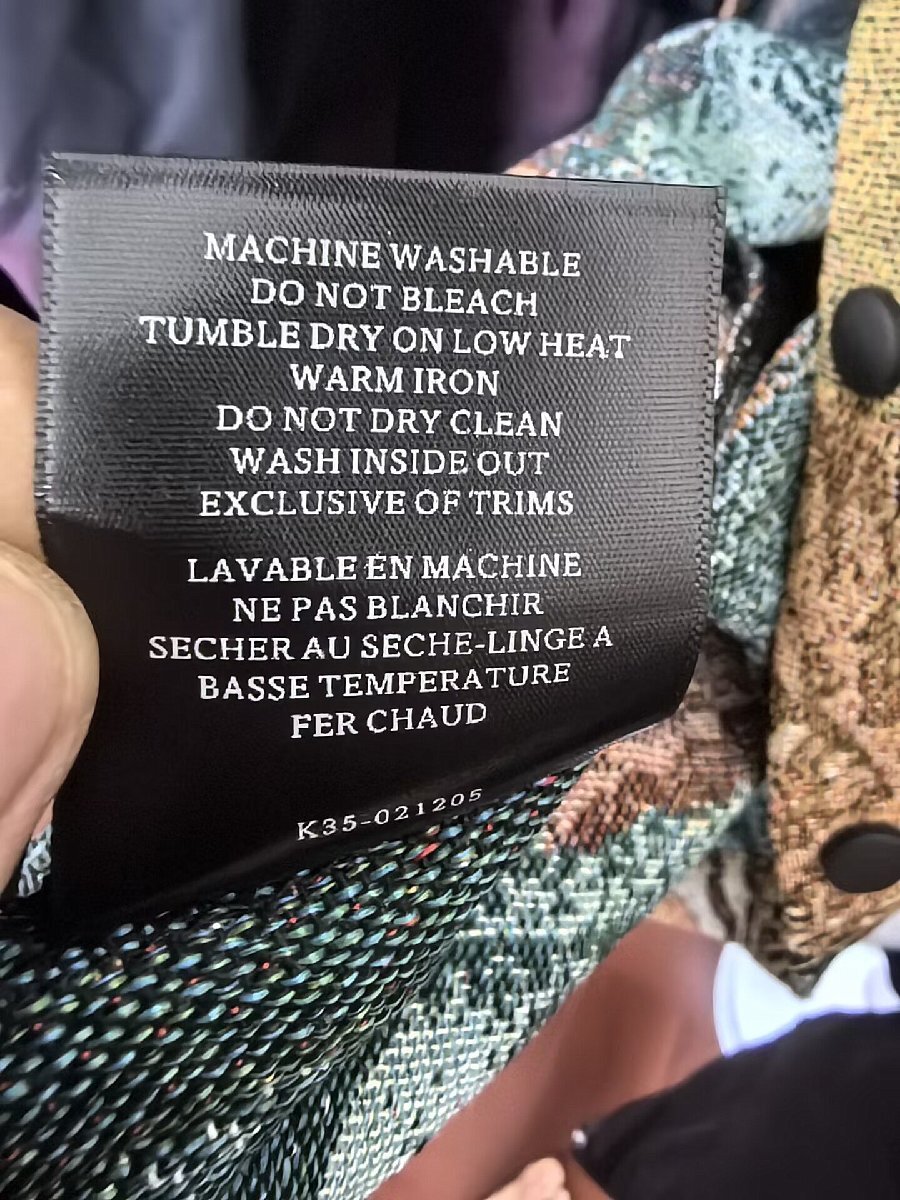 MACHINE WASHABLE
DO NOT BLEACH
TUMBLE DRY ON LOW HEAT
WARM IRON
DO NOT DRY CLEAN
WASH INSIDE OUT
EXCLUSIVE OF TRIMS
LAVABLE EN MACHINE
NE PAS BLANCHIR
SECHER AU SECHE-LINGE A
BASSE TEMPERATURE
FER CHAUD
K35-021205